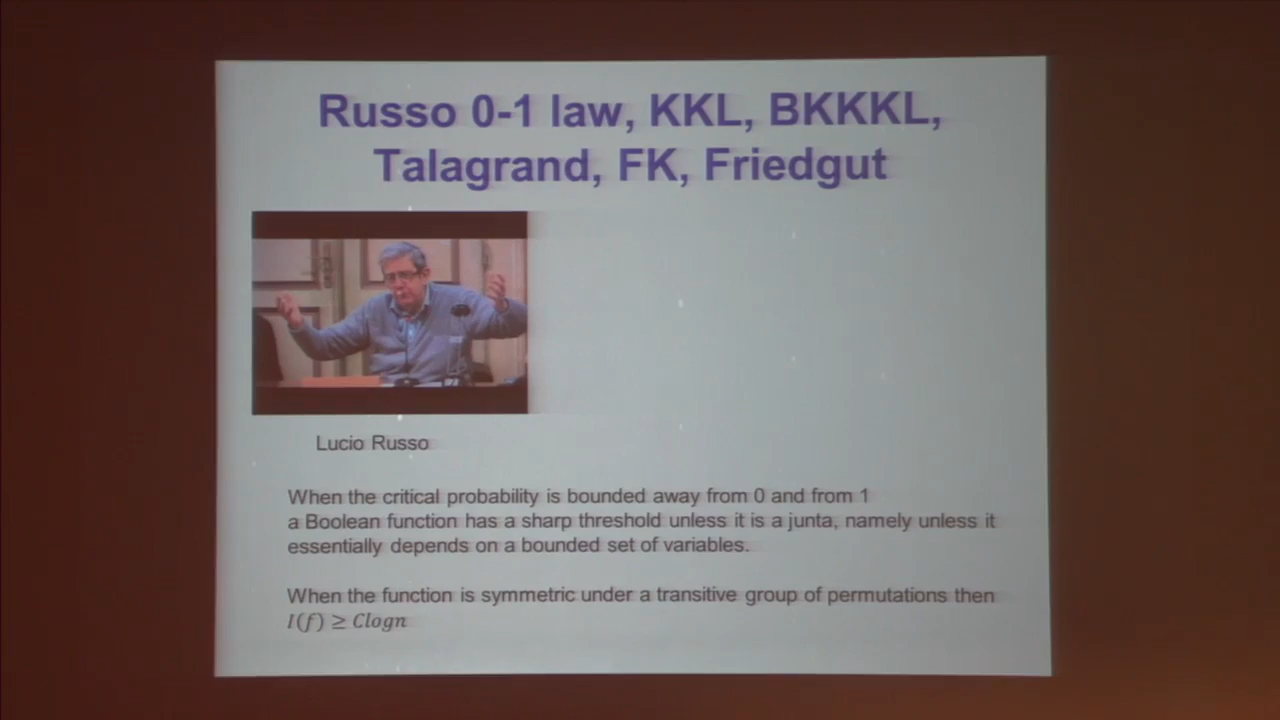 Russo 0-1 law, KKL, BKKKL,
Talagrand, FK, Friedgut
Lucio Russo
When the critical probability is bounded away from 0 and from 1
a Boolean function has a sharp threshold unless it is a junta, namely unless it
essentially depends on a bounded set of variables.
When the function is symmetric under a transitive group of permutations then
I(f) ≥ Clogn